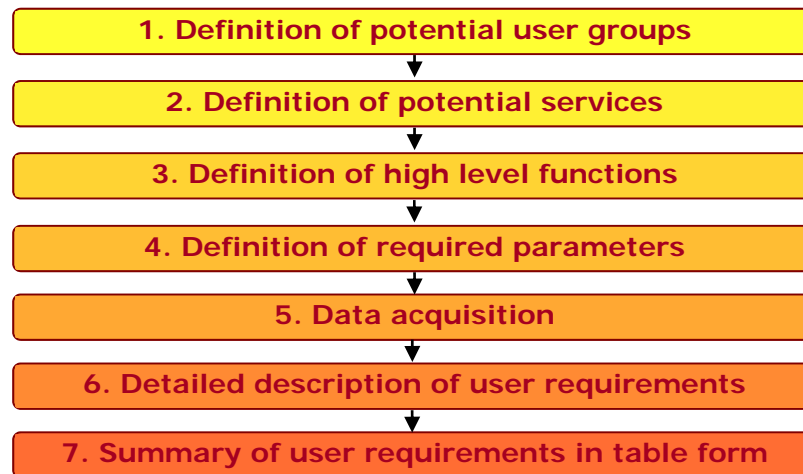 1. Definition of potential user groups
2. Definition of potential services
3. Definition of high level functions
4. Definition of required parameters
5. Data acquisition
6. Detailed description of user requirements
7. Summary of user requirements in table form